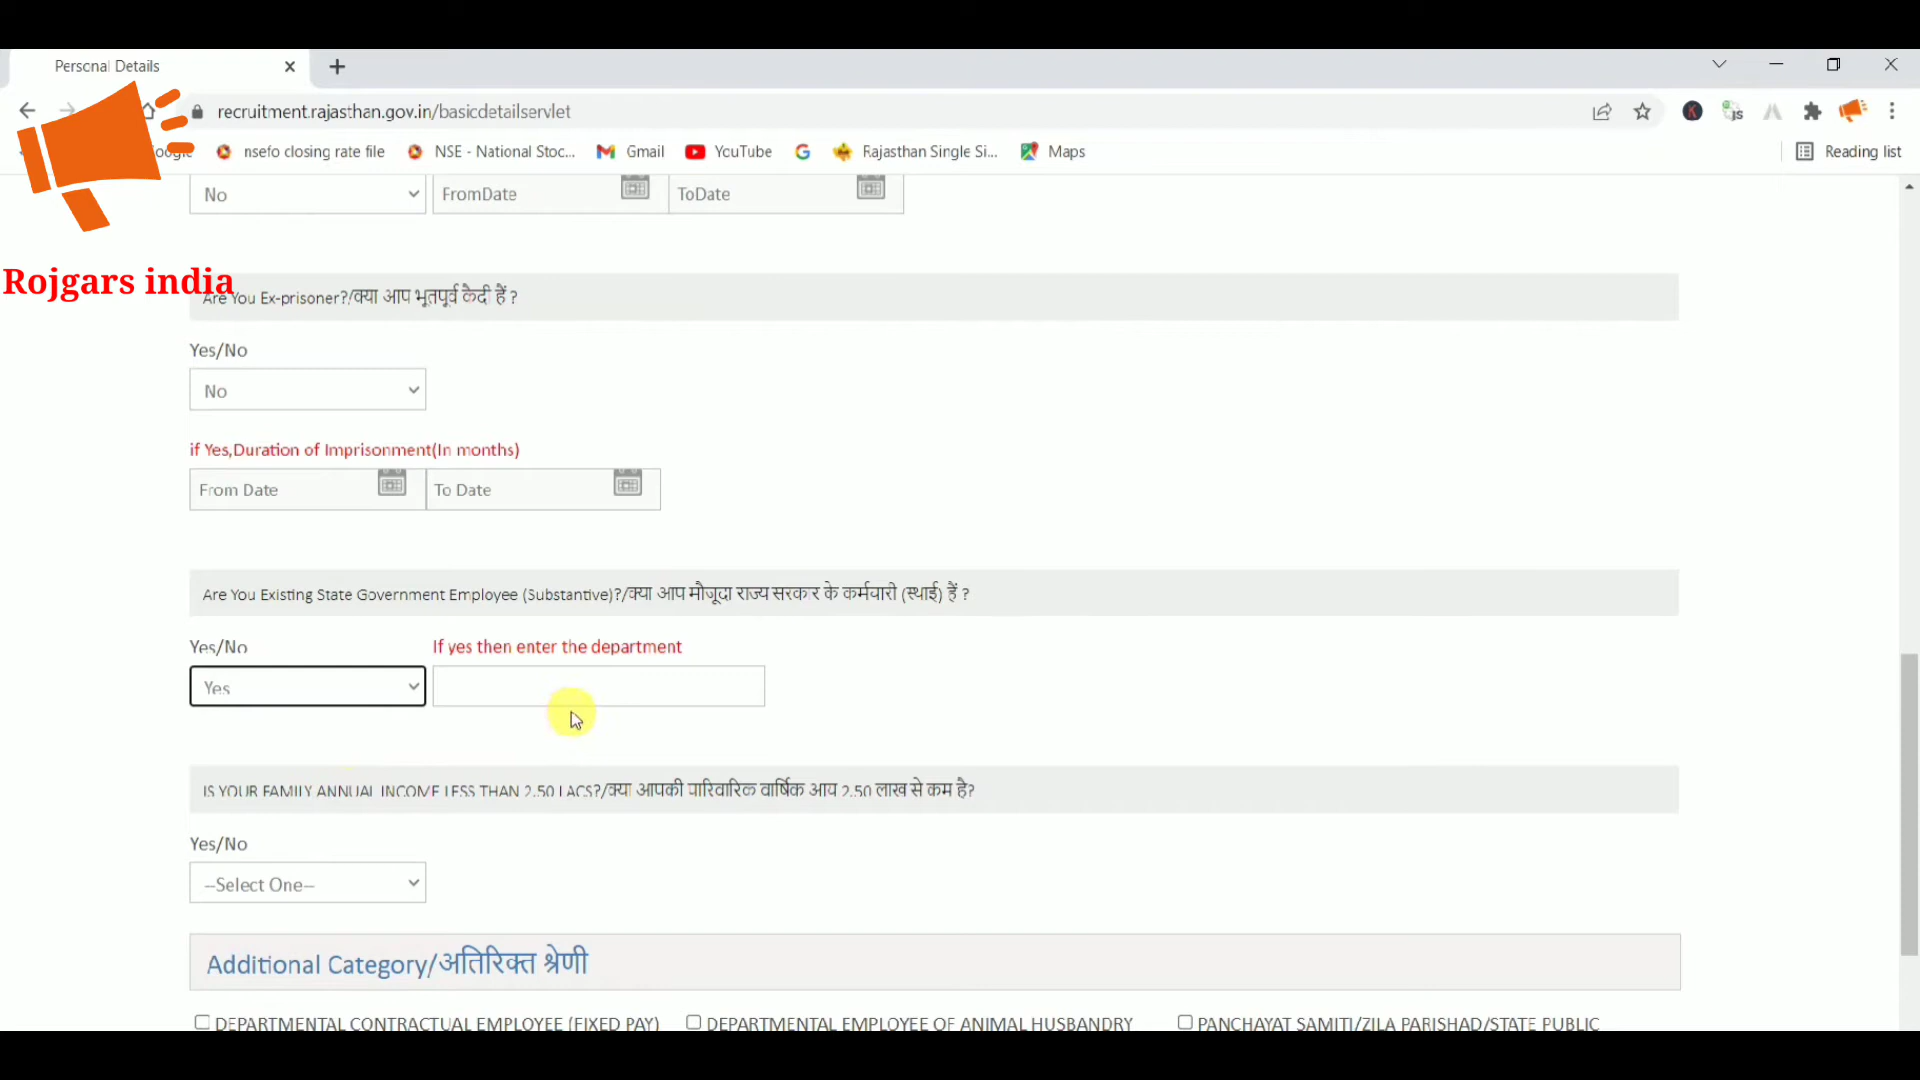 Personal Details
recruitment.rajasthan.gov.in/basicdetailservlet
nsefo closing rate file NSE - National Stoc... Gmail YouTube Rajasthan Single Si... Maps Reading list
No FromDate ToDate
Rojgars india
Are You Ex-prisoner?/क्या आप भूतपूर्व कैदी हैं ?
Yes/No
No
if Yes,Duration of Imprisonment(In months)
From Date To Date
Are You Existing State Government Employee (Substantive)?/क्या आप मौजूदा राज्य सरकार के कर्मचारी (स्थाई) हैं ?
Yes/No If yes then enter the department
Yes
IS YOUR FAMILY ANNUAL INCOME LESS THAN 2.50 LACS?/क्या आपकी पारिवारिक वार्षिक आय 2.50 लाख से कम है?
Yes/No
--Select One--
Additional Category/अतिरिक्त श्रेणी
DEPARTMENTAL CONTRACTUAL EMPLOYEE (FIXED PAY) DEPARTMENTAL EMPLOYEE OF ANIMAL HUSBANDRY PANCHAYAT SAMITI/ZILA PARISHAD/STATE PUBLIC